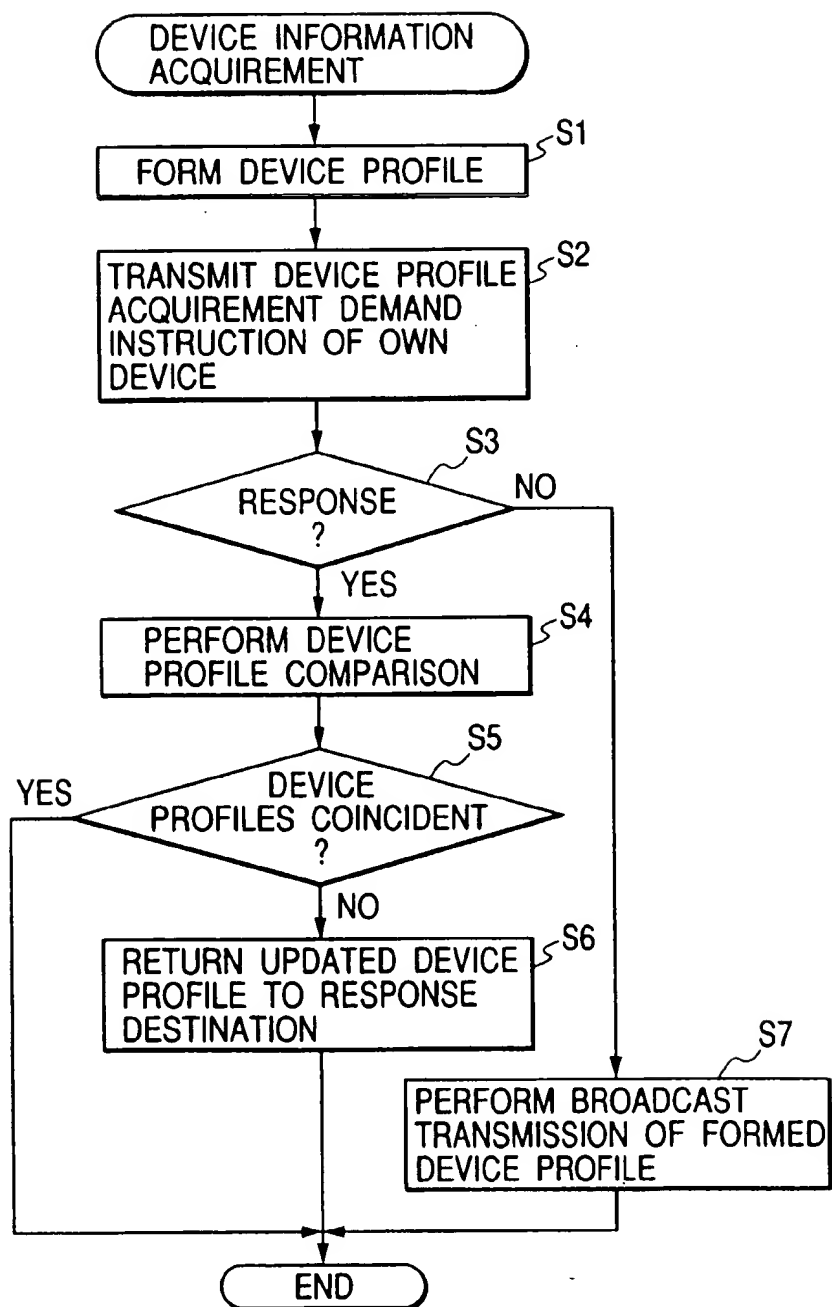 DEVICE INFORMATION
ACQUIREMENT
S1
FORM DEVICE PROFILE
S2
TRANSMIT DEVICE PROFILE
ACQUIREMENT DEMAND
INSTRUCTION OF OWN
DEVICE
S3
RESPONSE
?
NO
YES
S4
PERFORM DEVICE
PROFILE COMPARISON
S5
YES
DEVICE
PROFILES COINCIDENT
?
NO
S6
RETURN UPDATED DEVICE
PROFILE TO RESPONSE
DESTINATION
S7
PERFORM BROADCAST
TRANSMISSION OF FORMED
DEVICE PROFILE
END